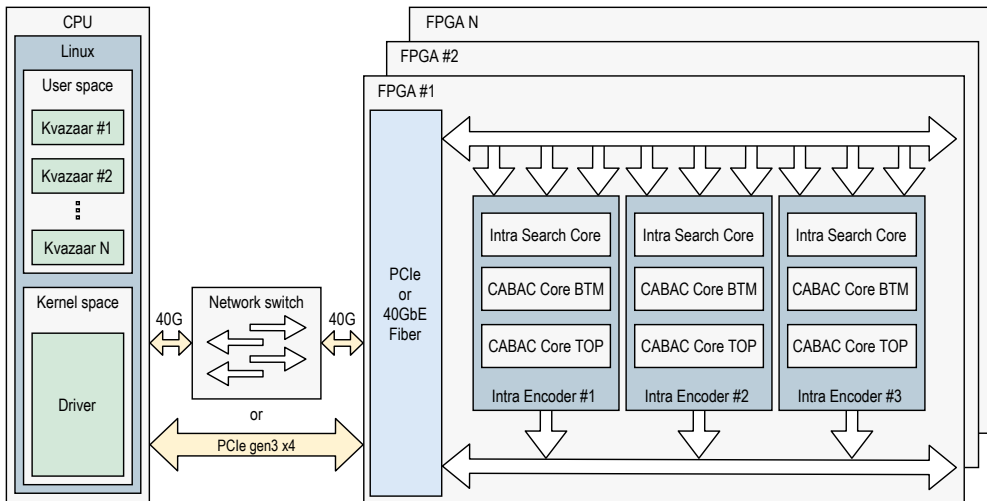 CPU
Linux
User space
Kvazaar #1
Kvazaar #2
Kvazaar N
Kernel space
Driver
40G
Network switch
40G
or
PCIe gen3 x4
FPGA N
FPGA #2
FPGA #1
PCIe
or
40GbE
Fiber
Intra Search Core
CABAC Core BTM
CABAC Core TOP
Intra Encoder #1
Intra Search Core
CABAC Core BTM
CABAC Core TOP
Intra Encoder #2
Intra Search Core
CABAC Core BTM
CABAC Core TOP
Intra Encoder #3